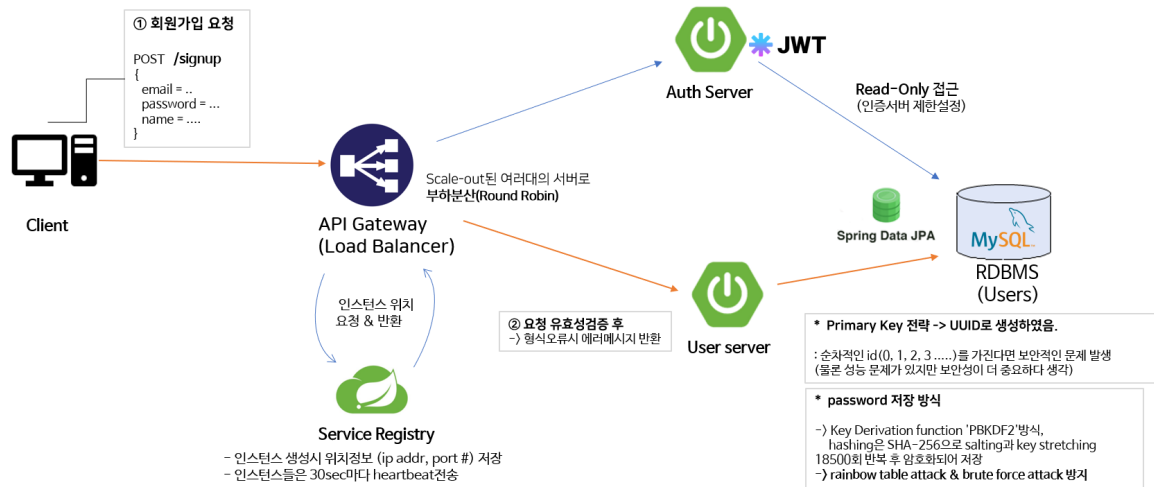 ① 회원가입 요청
POST /signup
{
email = ..
password = ...
name = ....
}
Client
API Gateway
(Load Balancer)
Scale-out된 여러대의 서버로
부하분산(Round Robin)
인스턴스 위치
요청 & 반환
Service Registry
- 인스턴스 생성시 위치정보 (ip addr, port #) 저장
- 인스턴스들은 30sec마다 heartbeat전송
JWT
Auth Server
Read-Only 접근
(인증서버 제한설정)
② 요청 유효성검증 후
-> 형식오류시 에러메세지 반환
User server
Spring Data JPA
MySQL
RDBMS
(Users)
* Primary Key 전략 -> UUID로 생성하였음.
: 순차적인 id(0, 1, 2, 3 .....)를 가진다면 보안적인 문제 발생
(물론 성능 문제가 있지만 보안성이 더 중요하다 생각)
* password 저장 방식
-> Key Derivation function 'PBKDF2'방식,
hashing은 SHA-256으로 salting과 key stretching
18500회 반복 후 암호화되어 저장
-> rainbow table attack & brute force attack 방지